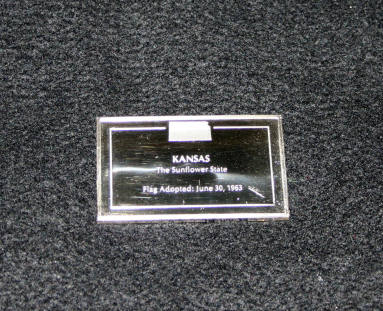 KANSAS
The Sunflower State
Flag Adopted: June 30, 1963